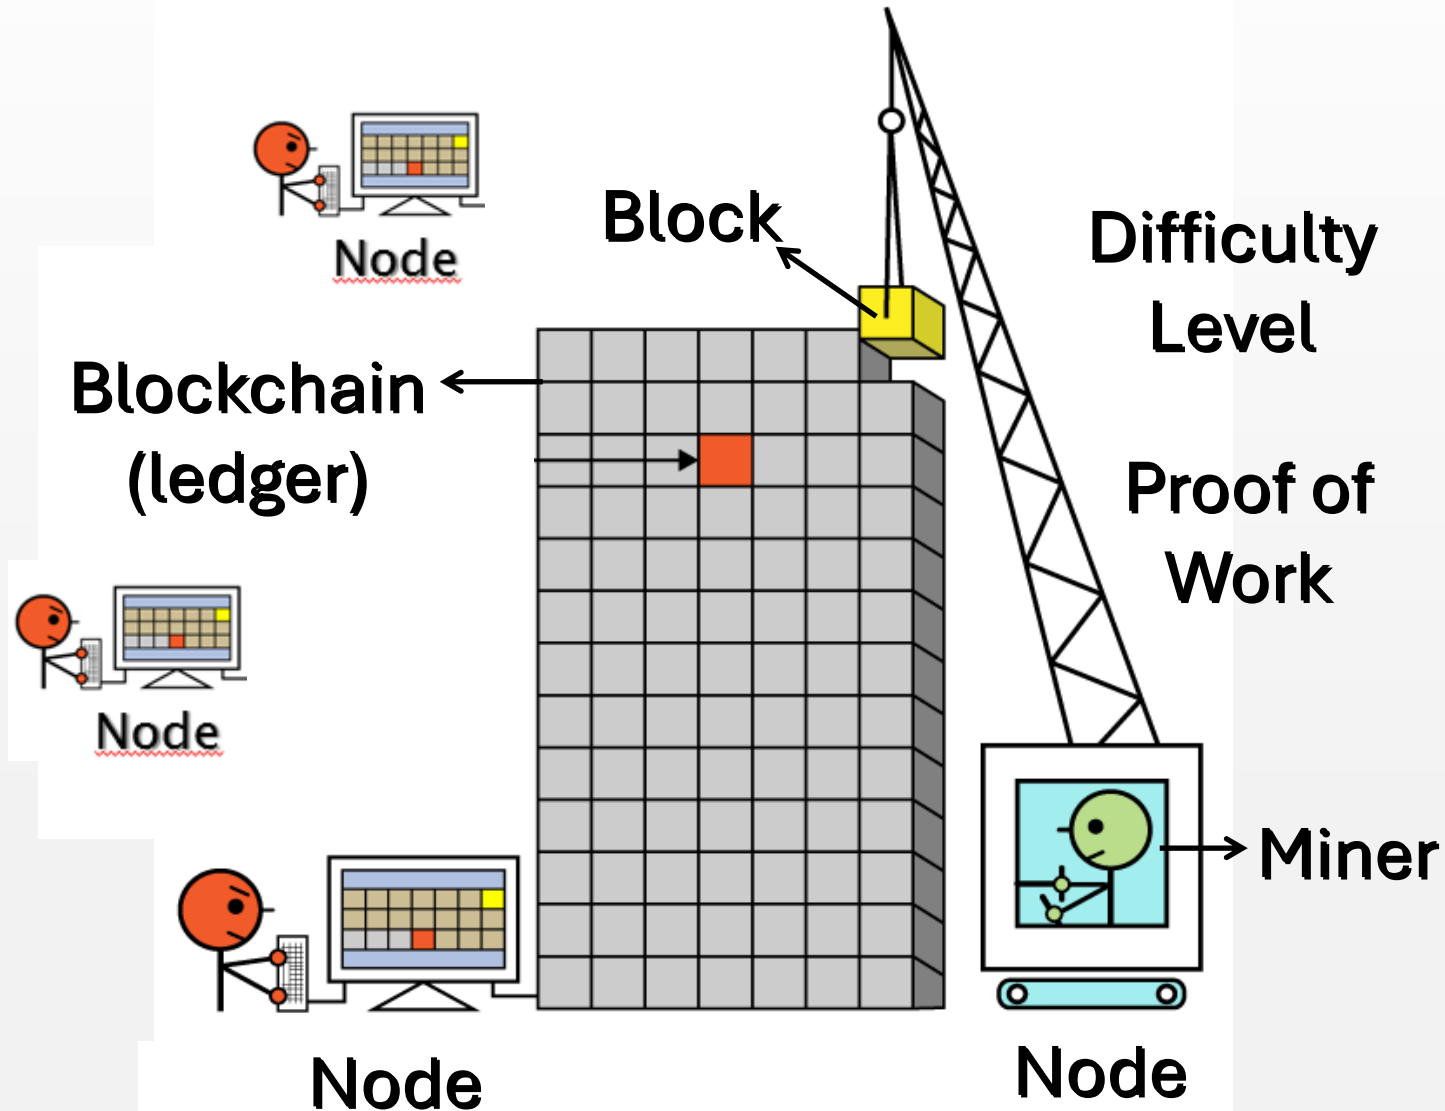 Node
Block
Difficulty
Level
Blockchain
(ledger)
Proof of
Work
Node
Miner
Node
Node